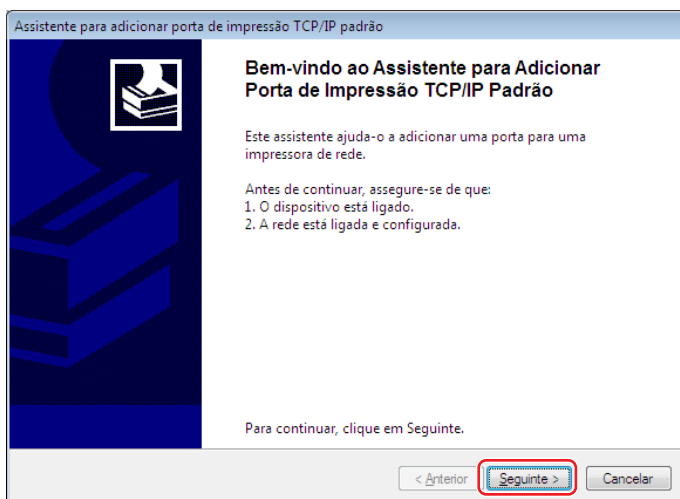 Assistente para adicionar porta de impressão TCP/IP padrão
Bem-vindo ao Assistente para Adicionar
Porta de Impressão TCP/IP Padrão
Este assistente ajuda-o a adicionar uma porta para uma
impressora de rede.
Antes de continuar, assegure-se de que:
1. O dispositivo está ligado.
2. A rede está ligada e configurada.
Para continuar, clique em Seguinte.
< Anterior
Seguinte >
Cancelar